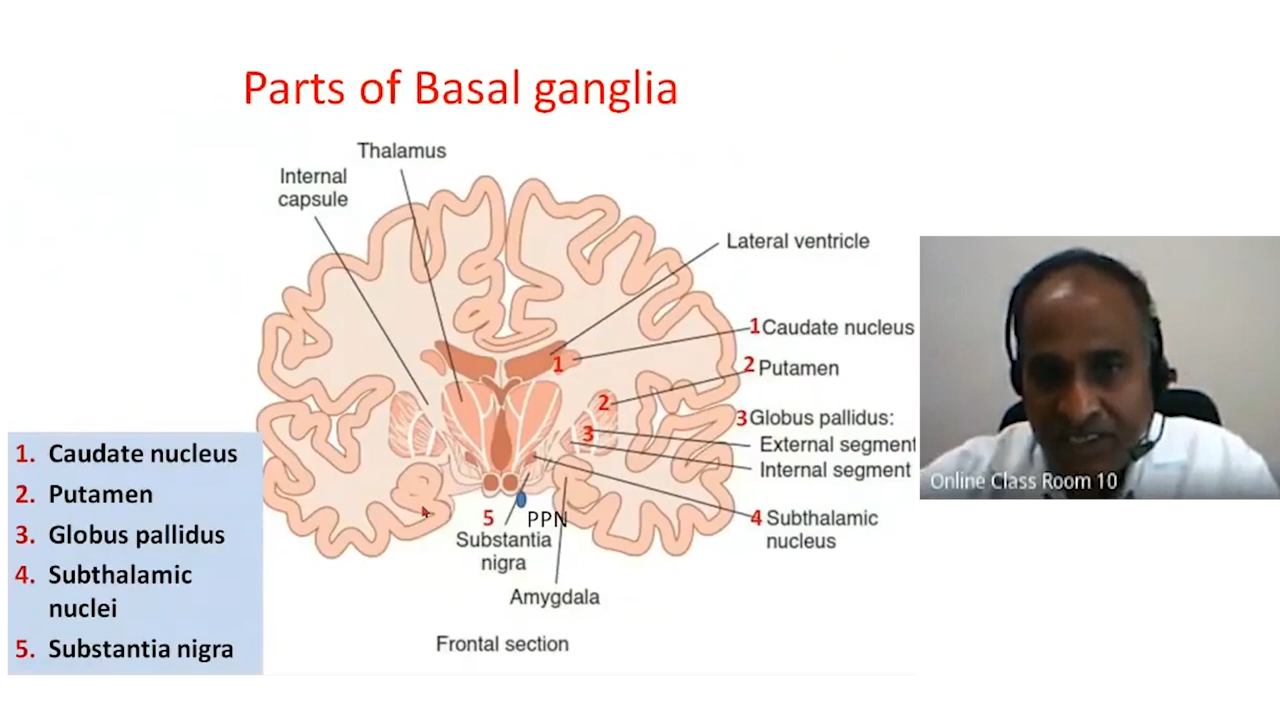 Parts of Basal ganglia
Thalamus
Internal
capsule
Lateral ventricle
1 Caudate nucleus
2 Putamen
3 Globus pallidus:
External segment
Internal segment
4 Subthalamic
nucleus
1
2
3
5 PPN
Substantia
nigra
Amygdala
Frontal section
1. Caudate nucleus
2. Putamen
3. Globus pallidus
4. Subthalamic
nuclei
5. Substantia nigra
Online Class Room 10